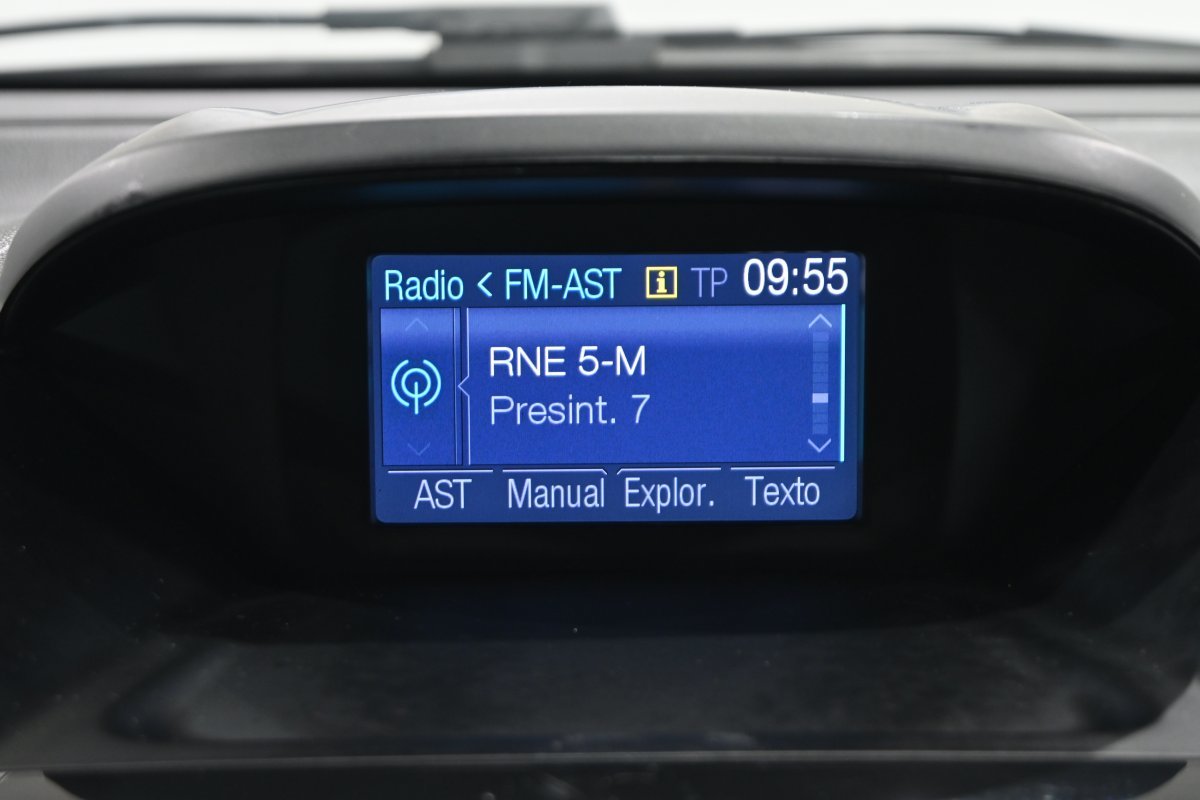 Radio < FM-AST i TP 09:55
RNE 5-M
Presint. 7
AST Manual Explor. Texto